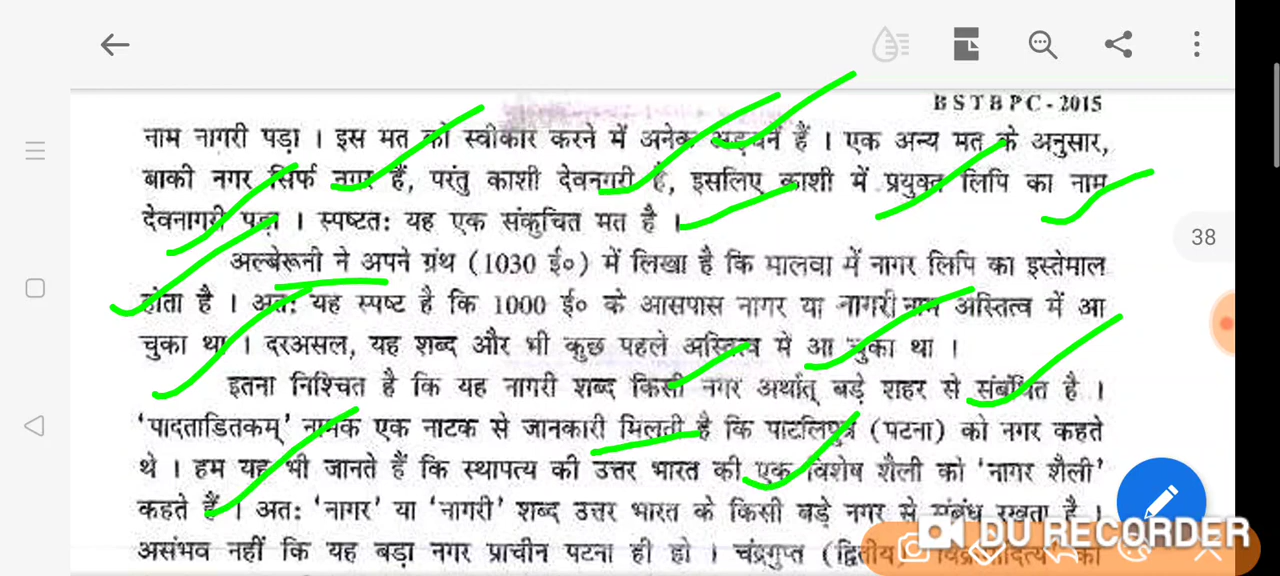 BSTBPC - 2015
नाम नागरी पड़ा । इस मत को स्वीकार करने में अनेक अड़चनें हैं । एक अन्य मत के अनुसार,
बाकी नगर सिर्फ नगर हैं, परंतु काशी देवनगरी है, इसलिए काशी में प्रयुक्त लिपि का नाम
देवनागरी पड़ा । स्पष्टतः यह एक संकुचित मत है ।
38
अल्बेरूनी ने अपने ग्रंथ (1030 ई०) में लिखा है कि मालवा में नागर लिपि का इस्तेमाल
होता है । अतः यह स्पष्ट है कि 1000 ई० के आसपास नागर या नागरी नाम अस्तित्व में आ
चुका था । दरअसल, यह शब्द और भी कुछ पहले अस्तित्व में आ चुका था ।
इतना निश्चित है कि यह नागरी शब्द किसी नगर अर्थात् बड़े शहर से संबंधित है ।
‘पादताडितकम्’ नामक एक नाटक से जानकारी मिलती है कि पाटलिपुत्र (पटना) को नगर कहते
थे । हम यह भी जानते हैं कि स्थापत्य की उत्तर भारत की एक विशेष शैली को ‘नागर शैली’
कहते हैं । अतः ‘नागर’ या ‘नागरी’ शब्द उत्तर भारत के किसी बड़े नगर से संबंध रखता है ।
असंभव नहीं कि यह बड़ा नगर प्राचीन पटना ही हो । चंद्रगुप्त (द्वितीय)
DU RECORDER